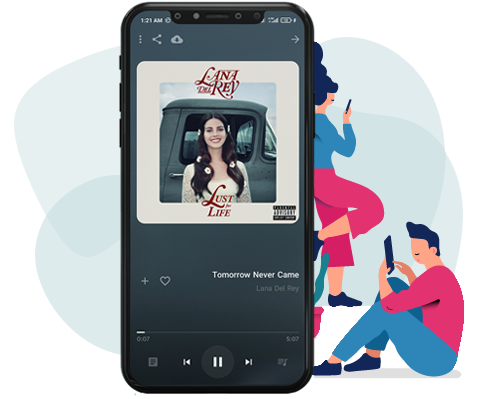 1:21 AM
LANA
DEL REY
LUST
for
LIFE
PARENTAL
ADVISORY
EXPLICIT CONTENT
Tomorrow Never Came
Lana Del Rey
0:07
5:07